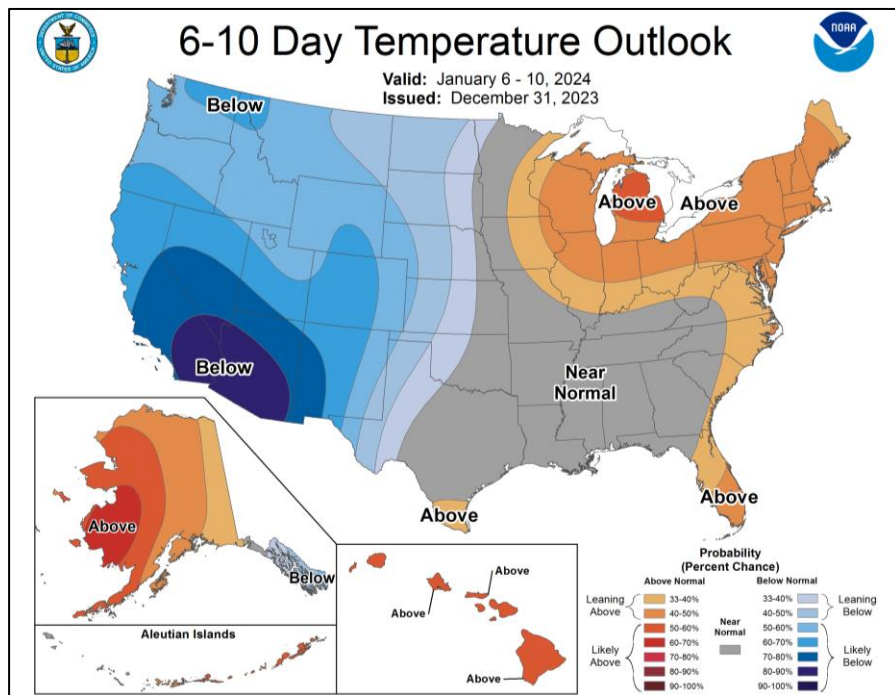 6-10 Day Temperature Outlook
Valid: January 6 - 10, 2024
Issued: December 31, 2023
NOAA
Below
Above
Above
Below
Near
Normal
Above
Above
Above
Below
Aleutian Islands
Above
Above
Above
Probability
(Percent Chance)
Above Normal
Below Normal
Leaning
Above
33-40%
40-50%
50-60%
60-70%
70-80%
80-90%
90-100%
Likely
Above
Near
Normal
33-40%
40-50%
50-60%
60-70%
70-80%
80-90%
90-100%
Leaning
Below
Likely
Below